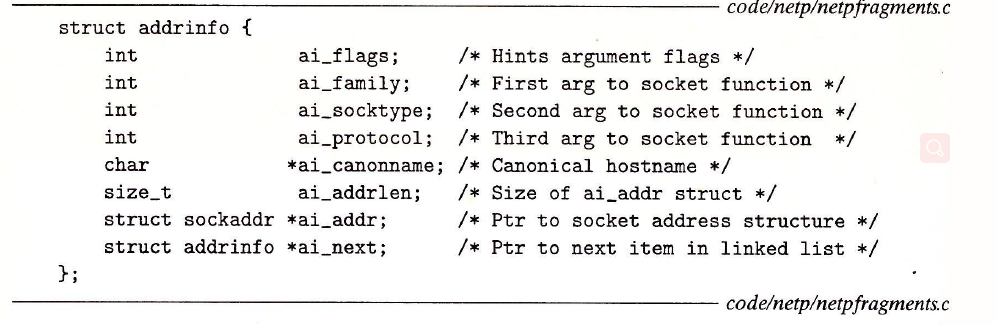 code/netp/netpfragments.c
struct addrinfo {
    int              ai_flags;     /* Hints argument flags */
    int              ai_family;    /* First arg to socket function */
    int              ai_socktype;  /* Second arg to socket function */
    int              ai_protocol;  /* Third arg to socket function  */
    char            *ai_canonname; /* Canonical hostname */
    size_t           ai_addrlen;   /* Size of ai_addr struct */
    struct sockaddr *ai_addr;      /* Ptr to socket address structure */
    struct addrinfo *ai_next;      /* Ptr to next item in linked list */
};
code/netp/netpfragments.c